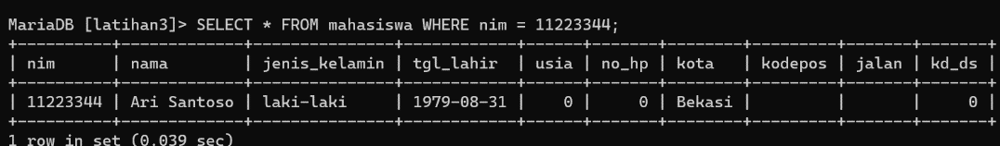 MariaDB [latihan3]> SELECT * FROM mahasiswa WHERE nim = 11223344;
+----------+-------------+---------------+------------+------+-------+--------+---------+-------+-------+
| nim      | nama        | jenis_kelamin | tgl_lahir  | usia | no_hp | kota   | kodepos | jalan | kd_ds |
+----------+-------------+---------------+------------+------+-------+--------+---------+-------+-------+
| 11223344 | Ari Santoso | laki-laki     | 1979-08-31 |    0 |     0 | Bekasi |         |       |     0 |
+----------+-------------+---------------+------------+------+-------+--------+---------+-------+-------+
1 row in set (0.039 sec)